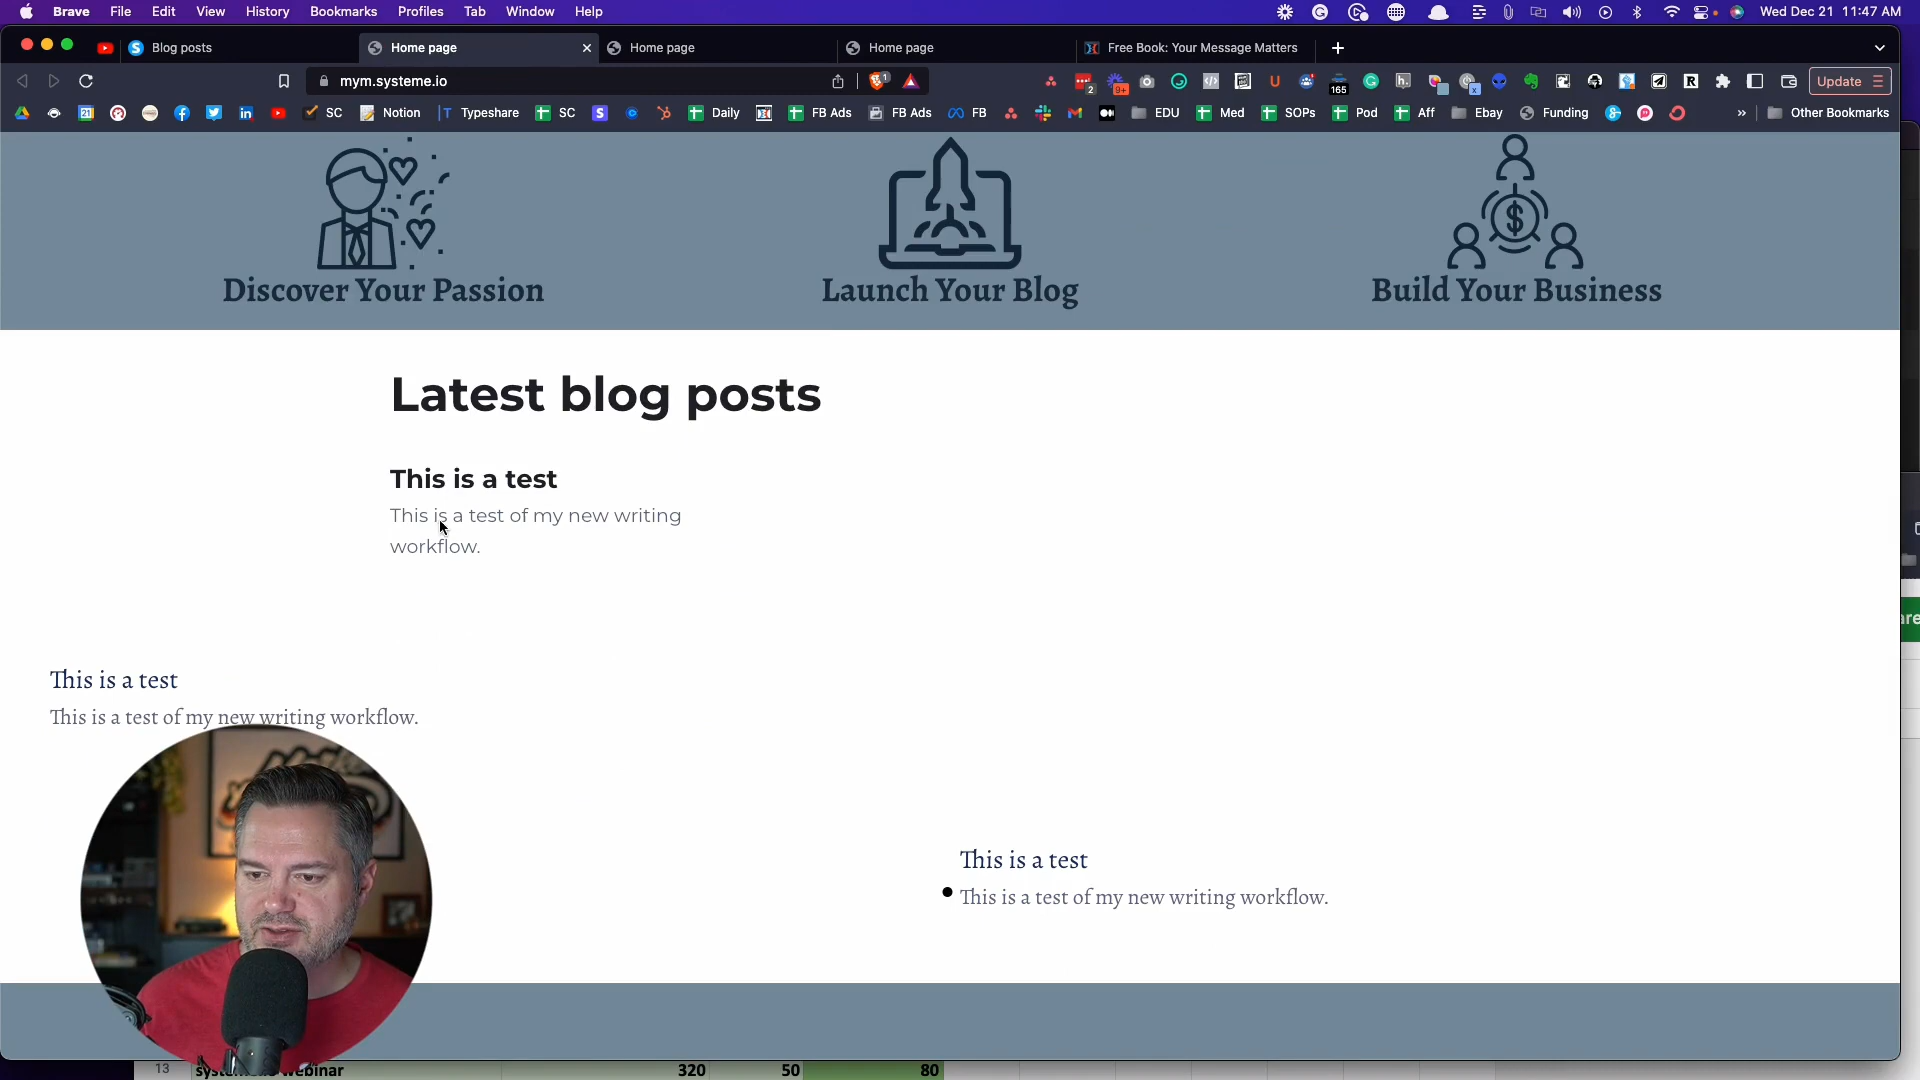 Brave File Edit View History Bookmarks Profiles Tab Window Help Wed Dec 21 11:47 AM
Blog posts Home page Home page Home page Free Book: Your Message Matters
mym.systeme.io 1 2 9+ 165 x Update
SC Notion Typeshare SC Daily FB Ads FB Ads FB EDU Med SOPs Pod Aff Ebay Funding » Other Bookmarks
Discover Your Passion Launch Your Blog Build Your Business
Latest blog posts
This is a test
This is a test of my new writing
workflow.
This is a test
This is a test of my new writing workflow.
This is a test
This is a test of my new writing workflow.
13 320 50 80